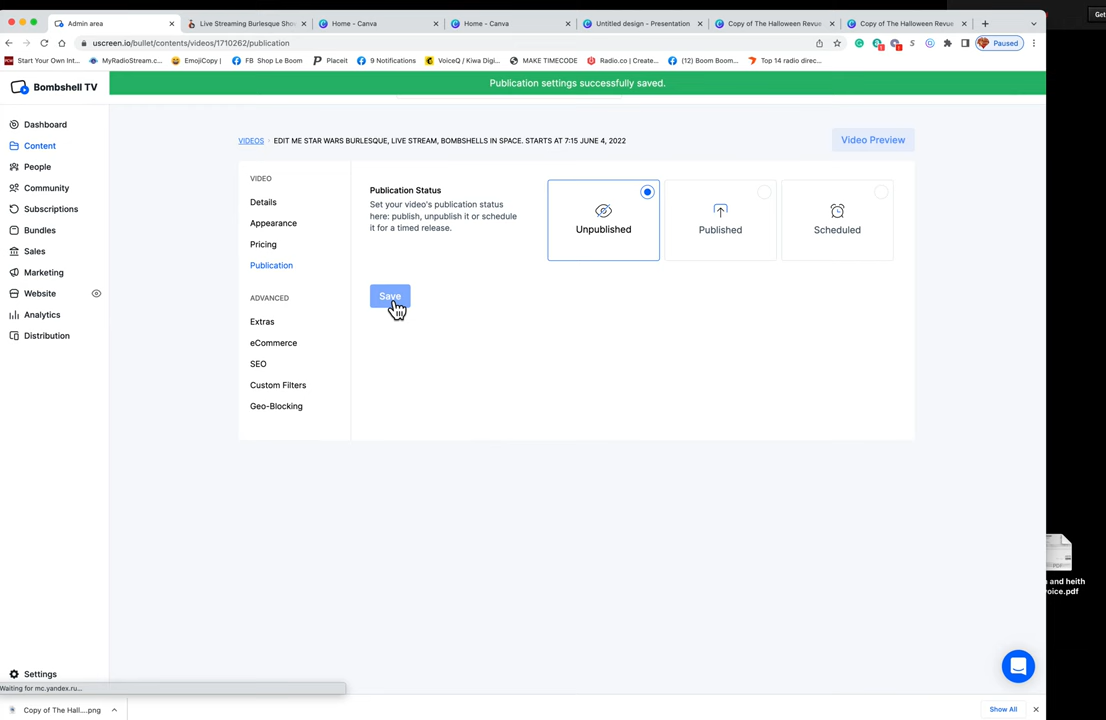 Get
Admin area
Live Streaming Burlesque Sho
Home - Canva
Home - Canva
Untitled design - Presentation
Copy of The Halloween Revue
Copy of The Halloween Revue
uscreen.io/bullet/contents/videos/1710262/publication
Paused
Start Your Own Int...
MyRadioStream.c...
EmojiCopy |
FB Shop Le Boom
Placeit
9 Notifications
VoiceQ / Kiwa Digi...
MAKE TIMECODE
Radio.co | Create...
(12) Boom Boom...
Top 14 radio direc...
Bombshell TV
Publication settings successfully saved.
Dashboard
Content
People
Community
Subscriptions
Bundles
Sales
Marketing
Website
Analytics
Distribution
Settings
VIDEOS / EDIT ME STAR WARS BURLESQUE, LIVE STREAM, BOMBSHELLS IN SPACE. STARTS AT 7:15 JUNE 4, 2022
Video Preview
VIDEO
Details
Appearance
Pricing
Publication
ADVANCED
Extras
eCommerce
SEO
Custom Filters
Geo-Blocking
Publication Status
Set your video's publication status
here: publish, unpublish it or schedule
it for a timed release.
Unpublished
Published
Scheduled
Save
and heith
voice.pdf
Waiting for mc.yandex.ru...
Copy of The Hall....png
Show All